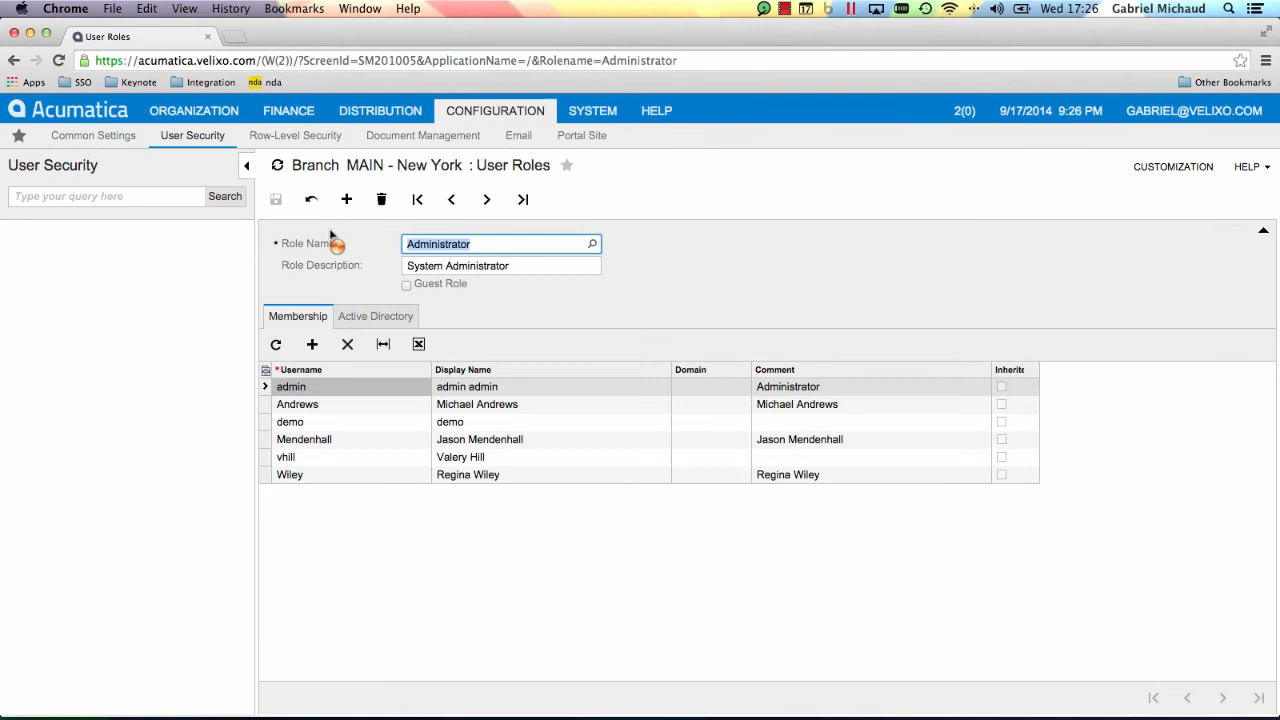 Chrome File Edit View History Bookmarks Window Help Wed 17:26 Gabriel Michaud
User Roles
https://acumatica.velixo.com/(W(2))/?ScreenId=SM201005&ApplicationName=/&Rolename=Administrator
Apps SSO Keynote Integration nda nda Other Bookmarks
Acumatica ORGANIZATION FINANCE DISTRIBUTION CONFIGURATION SYSTEM HELP 2(0) 9/17/2014 9:26 PM GABRIEL@VELIXO.COM
Common Settings User Security Row-Level Security Document Management Email Portal Site
User Security Branch MAIN - New York : User Roles CUSTOMIZATION HELP
Type your query here Search
* Role Nam Administrator
Role Description: System Administrator
Guest Role
Membership Active Directory
* Username Display Name Domain Comment Inherite
admin admin admin Administrator
Andrews Michael Andrews Michael Andrews
demo demo
Mendenhall Jason Mendenhall Jason Mendenhall
vhill Valery Hill
Wiley Regina Wiley Regina Wiley